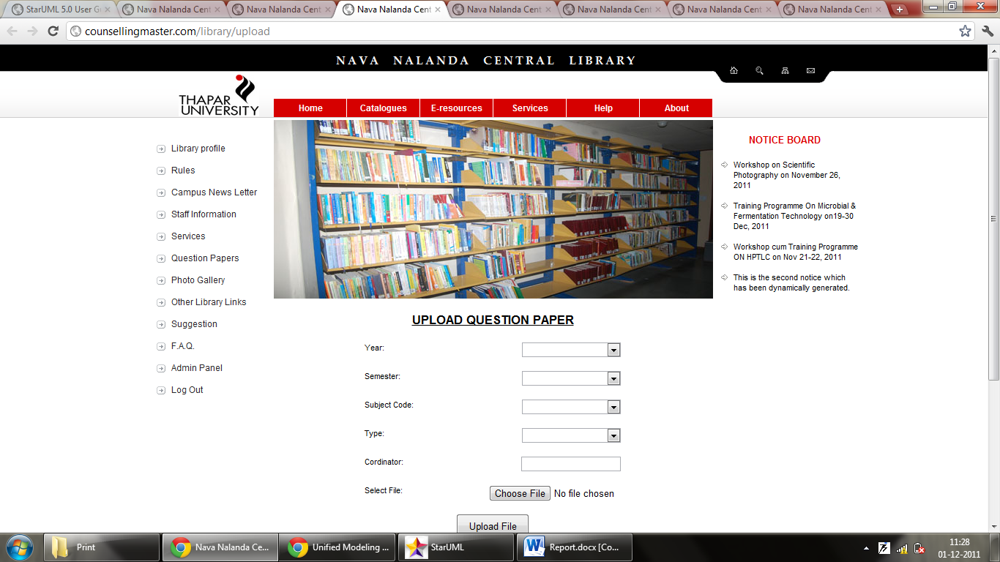 StarUML 5.0 User G
Nava Nalanda Cent
Nava Nalanda Cent
Nava Nalanda Cent
Nava Nalanda Cent
Nava Nalanda Cent
Nava Nalanda Cent
Nava Nalanda Cent
counsellingmaster.com/library/upload
NAVA NALANDA CENTRAL LIBRARY
THAPAR
UNIVERSITY
Home
Catalogues
E-resources
Services
Help
About
Library profile
Rules
Campus News Letter
Staff Information
Services
Question Papers
Photo Gallery
Other Library Links
Suggestion
F.A.Q.
Admin Panel
Log Out
NOTICE BOARD
Workshop on Scientific
Photography on November 26,
2011
Training Programme On Microbial &
Fermentation Technology on19-30
Dec, 2011
Workshop cum Training Programme
ON HPTLC on Nov 21-22, 2011
This is the second notice which
has been dynamically generated.
UPLOAD QUESTION PAPER
Year:
Semester:
Subject Code:
Type:
Cordinator:
Select File:
Choose File No file chosen
Upload File
Print
Nava Nalanda Ce...
Unified Modeling ...
StarUML
Report.docx [Co...
11:28
01-12-2011